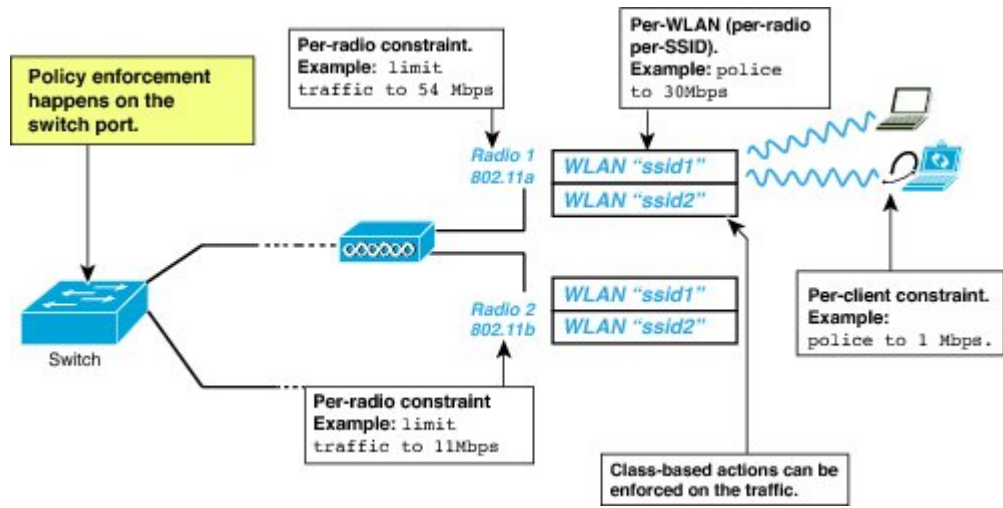 Policy enforcement
happens on the
switch port.
Per-radio constraint.
Example: limit
traffic to 54 Mbps
Per-WLAN (per-radio
per-SSID).
Example: police
to 30Mbps
Radio 1
802.11a
WLAN “ssid1”
WLAN “ssid2”
Radio 2
802.11b
WLAN “ssid1”
WLAN “ssid2”
Switch
Per-client constraint.
Example:
police to 1 Mbps.
Per-radio constraint
Example: limit
traffic to 11Mbps
Class-based actions can be
enforced on the traffic.